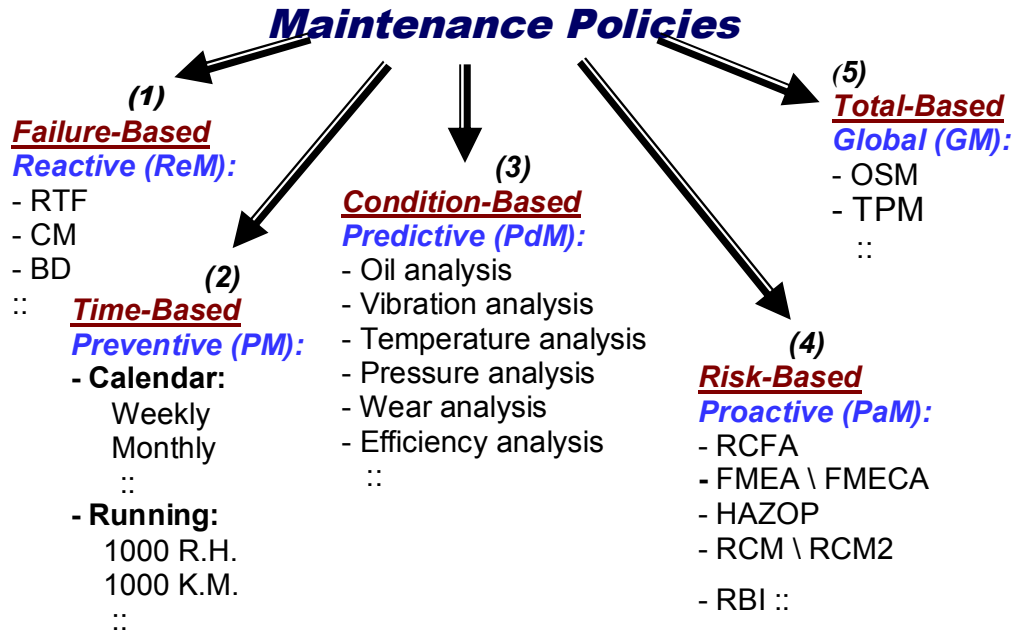 Maintenance Policies
(1)
Failure-Based
Reactive (ReM):
- RTF
- CM
- BD
::
(2)
Time-Based
Preventive (PM):
- Calendar:
Weekly
Monthly
::
- Running:
1000 R.H.
1000 K.M.
::
(3)
Condition-Based
Predictive (PdM):
- Oil analysis
- Vibration analysis
- Temperature analysis
- Pressure analysis
- Wear analysis
- Efficiency analysis
::
(4)
Risk-Based
Proactive (PaM):
- RCFA
- FMEA \ FMECA
- HAZOP
- RCM \ RCM2
- RBI ::
(5)
Total-Based
Global (GM):
- OSM
- TPM
::